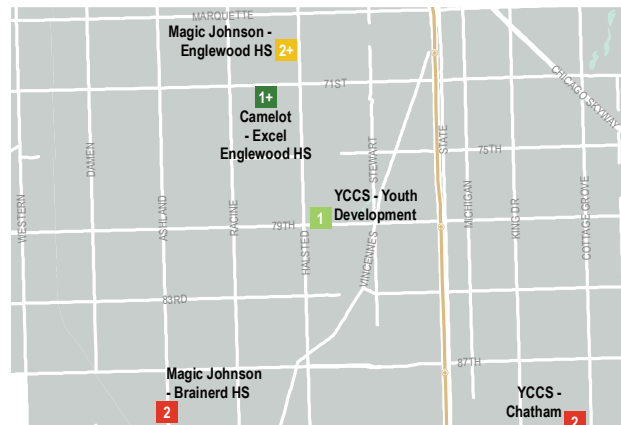 MARQUETTE
Magic Johnson -
Englewood HS
2+
71ST
1+
Camelot
- Excel
Englewood HS
CHICAGO SKYWAY
WESTERN
DAMEN
ASHLAND
RACINE
HALSTED
STEWART
VINCENNES
STATE
75TH
MICHIGAN
KING DR
COTTAGE GROVE
YCCS - Youth
Development
1
79TH
83RD
87TH
Magic Johnson
- Brainerd HS
2
YCCS -
Chatham
2